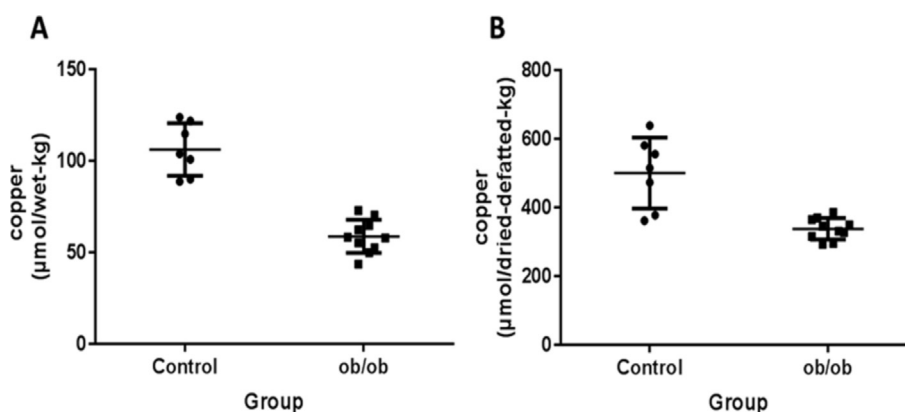 A
copper
(μmol/wet-kg)
150
100
50
0
Control
ob/ob
Group
B
copper
(μmol/dried-defatted-kg)
800
600
400
200
0
Control
ob/ob
Group